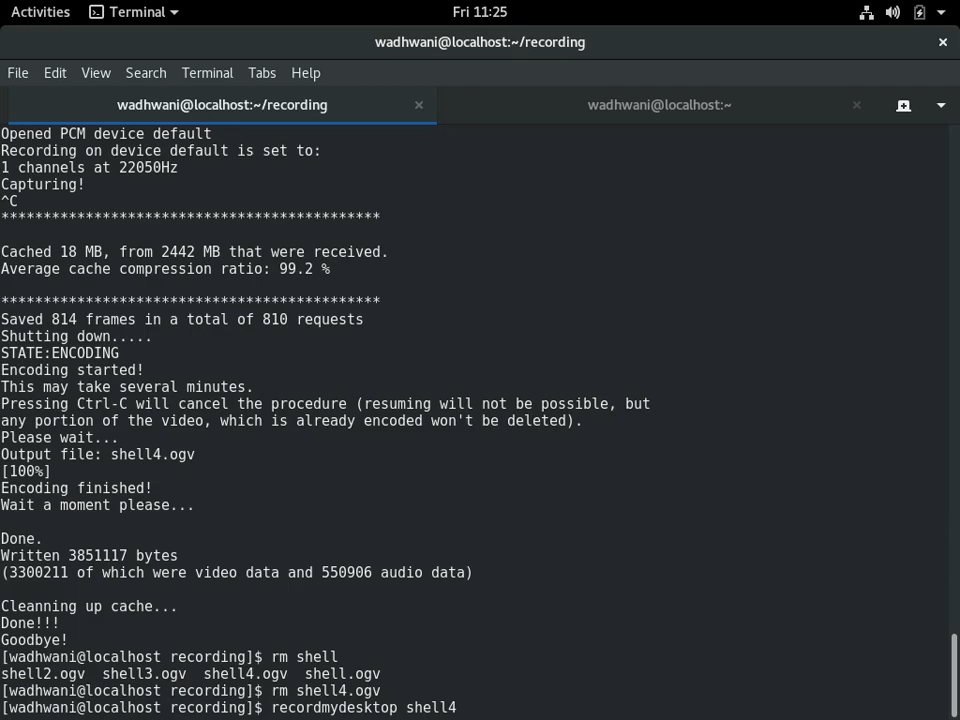 Activities Terminal Fri 11:25
wadhwani@localhost:~/recording
File Edit View Search Terminal Tabs Help
wadhwani@localhost:~/recording wadhwani@localhost:~
Opened PCM device default
Recording on device default is set to:
1 channels at 22050Hz
Capturing!
^C
*********************************************
Cached 18 MB, from 2442 MB that were received.
Average cache compression ratio: 99.2 %
*********************************************
Saved 814 frames in a total of 810 requests
Shutting down.....
STATE:ENCODING
Encoding started!
This may take several minutes.
Pressing Ctrl-C will cancel the procedure (resuming will not be possible, but
any portion of the video, which is already encoded won't be deleted).
Please wait...
Output file: shell4.ogv
[100%]
Encoding finished!
Wait a moment please...
Done.
Written 3851117 bytes
(3300211 of which were video data and 550906 audio data)
Cleanning up cache...
Done!!!
Goodbye!
[wadhwani@localhost recording]$ rm shell
shell2.ogv shell3.ogv shell4.ogv shell.ogv
[wadhwani@localhost recording]$ rm shell4.ogv
[wadhwani@localhost recording]$ recordmydesktop shell4